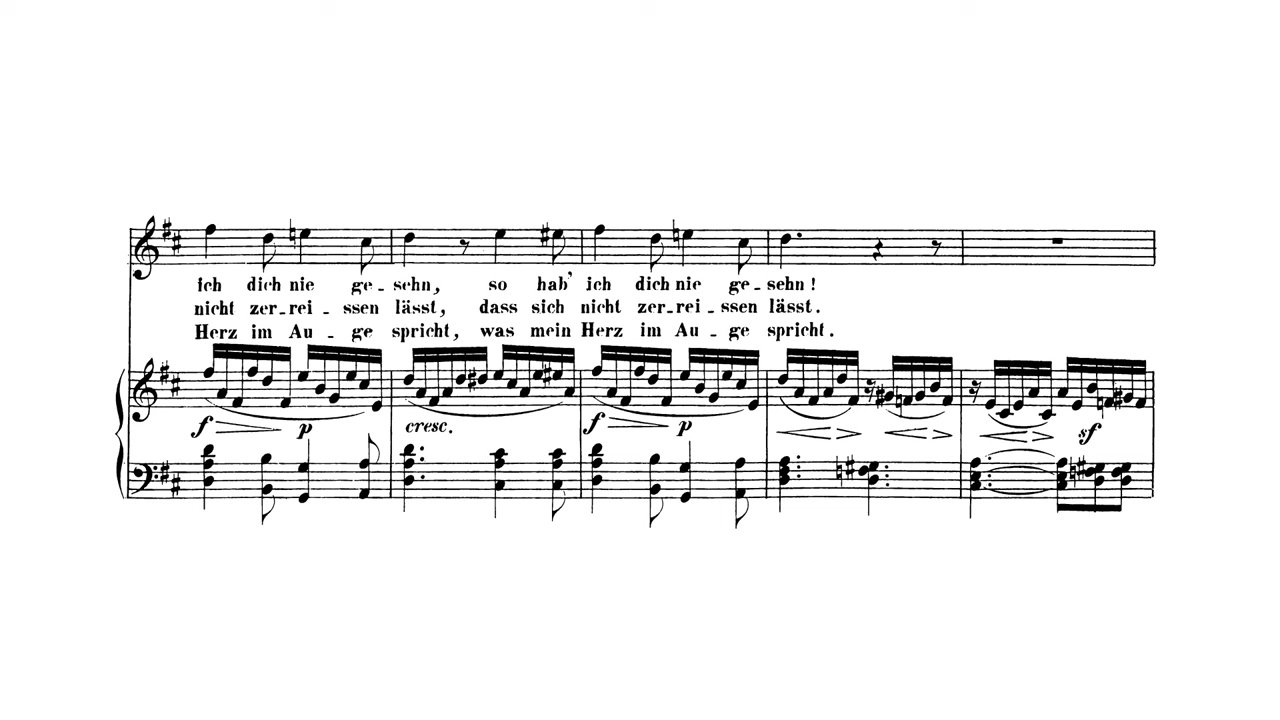 ich dich nie ge-sehn, so hab' ich dich nie ge-sehn!
nicht zer-rei-ssen lässt, dass sich nicht zer-rei-ssen lässt.
Herz im Au-ge spricht, was mein Herz im Au-ge spricht.
f p cresc. f p sf